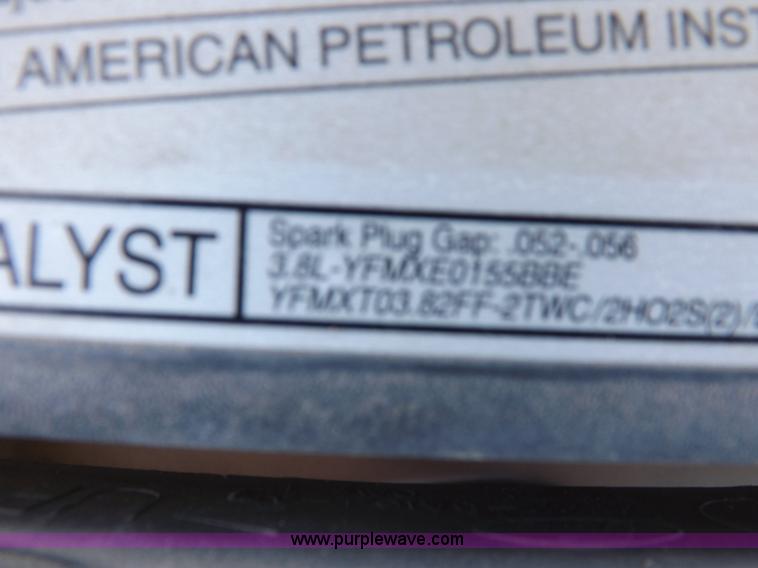 AMERICAN PETROLEUM INST
ALYST
Spark Plug Gap: .052-.056
3.8L-YFMXE0155BBE
YFMXT03.82FF-2TWC/2HO2S(2)/
www.purplewave.com